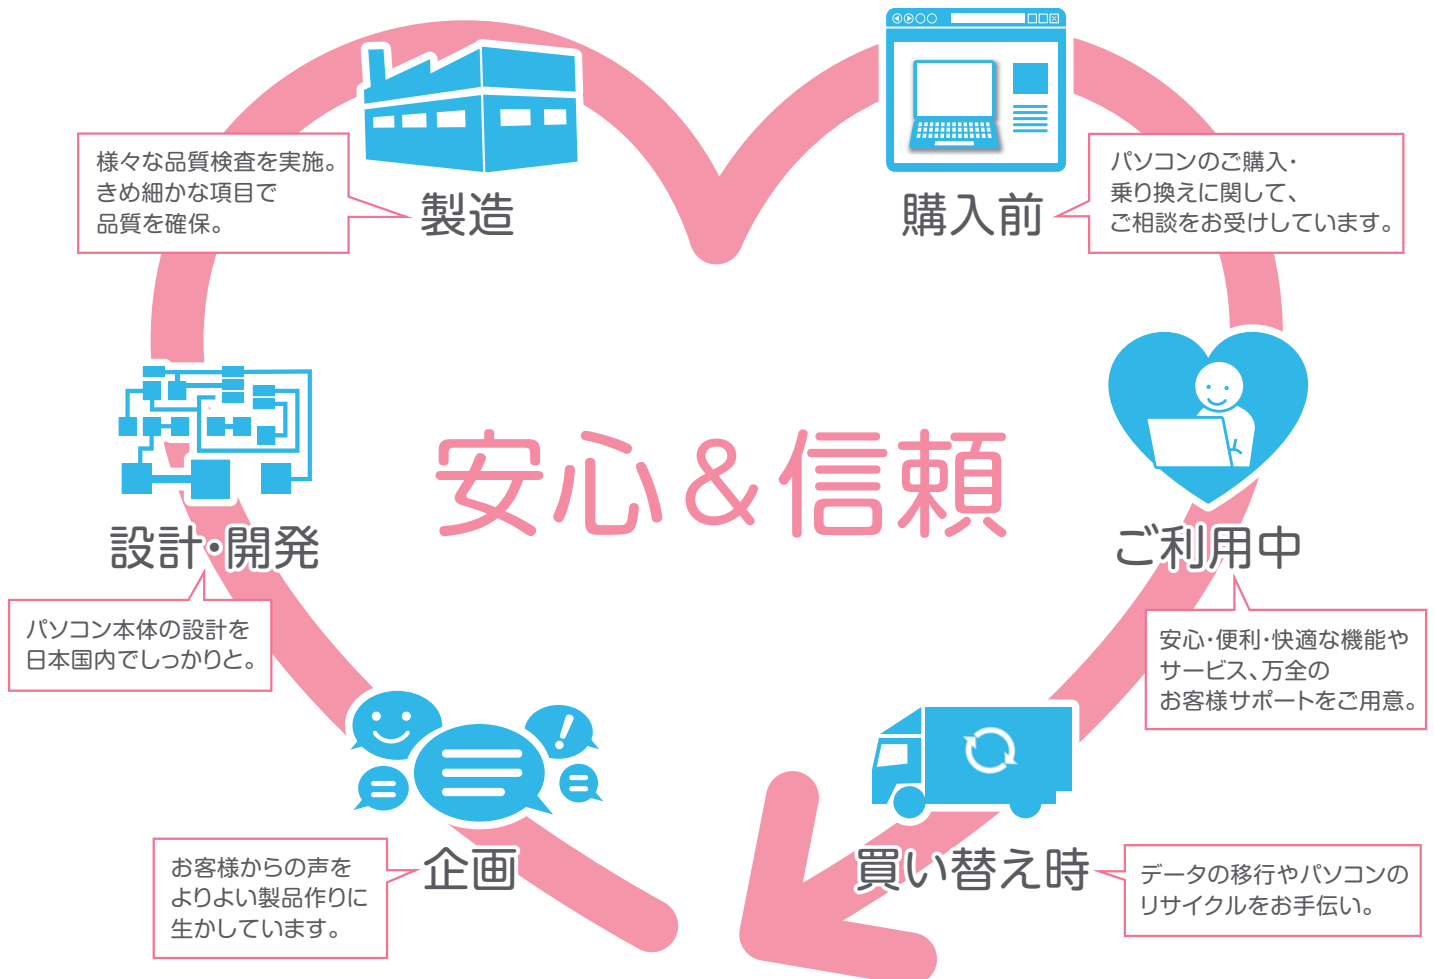 様々な品質検査を実施。
きめ細かな項目で
品質を確保。
製造
購入前
パソコンのご購入・
乗り換えに関して、
ご相談をお受けしています。
安心&信頼
設計・開発
パソコン本体の設計を
日本国内でしっかりと。
ご利用中
安心・便利・快適な機能や
サービス、万全の
お客様サポートをご用意。
企画
お客様からの声を
よりよい製品作りに
生かしています。
買い替え時
データの移行やパソコンの
リサイクルをお手伝い。